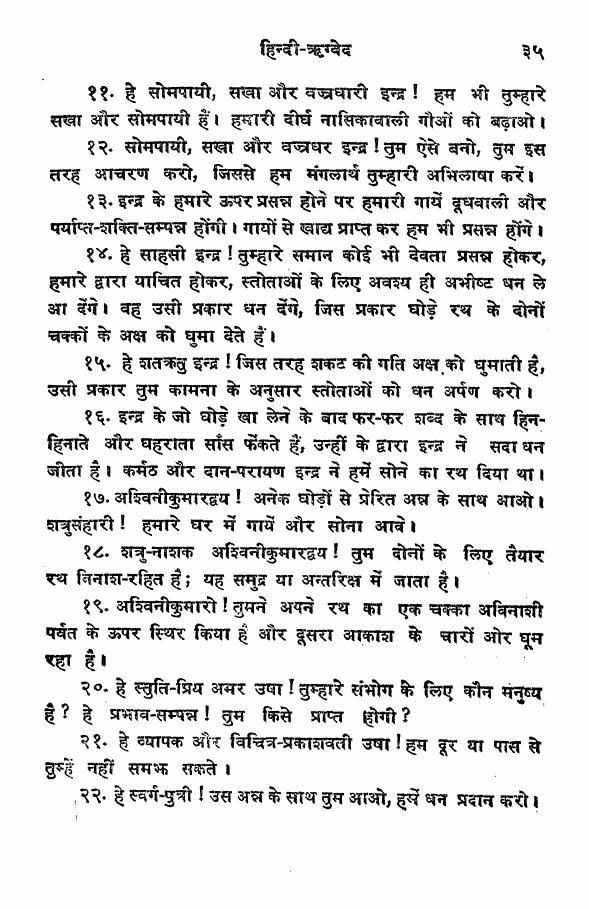 हिन्दी-ऋग्वेद ३५
११. हे सोमपायी, सखा और वज्रधारी इन्द्र! हम भी तुम्हारे
सखा और सोमपायी हैं। हमारी दीर्घ नासिकावाली गौओं को बढ़ाओ।
१२. सोमपायी, सखा और वज्रधर इन्द्र! तुम ऐसे बनो, तुम इस
तरह आचरण करो, जिससे हम मंगलार्थ तुम्हारी अभिलाषा करें।
१३. इन्द्र के हमारे ऊपर प्रसन्न होने पर हमारी गायें दूधवाली और
पर्याप्त-शक्ति-सम्पन्न होंगी। गायों से खाद्य प्राप्त कर हम भी प्रसन्न होंगे।
१४. हे साहसी इन्द्र! तुम्हारे समान कोई भी देवता प्रसन्न होकर,
हमारे द्वारा याचित होकर, स्तोताओं के लिए अवश्य ही अभीष्ट धन ले
आ देंगे। वह उसी प्रकार धन देंगे, जिस प्रकार घोड़े रथ के दोनों
चक्कों के अक्ष को घुमा देते हैं।
१५. हे शतक्रतु इन्द्र! जिस तरह शकट की गति अक्ष को घुमाती है,
उसी प्रकार तुम कामना के अनुसार स्तोताओं को धन अर्पण करो।
१६. इन्द्र के जो घोड़े खा लेने के बाद फर-फर शब्द के साथ हिन-
हिनाते और घहराता साँस फेंकते हैं, उन्हीं के द्वारा इन्द्र ने सदा धन
जीता है। कर्मठ और दान-परायण इन्द्र ने हमें सोने का रथ दिया था।
१७. अश्विनीकुमारद्वय! अनेक घोड़ों से प्रेरित अन्न के साथ आओ।
शत्रुसंहारी! हमारे घर में गायें और सोना आवे।
१८. शत्रु-नाशक अश्विनीकुमारद्वय! तुम दोनों के लिए तैयार
रथ विनाश-रहित है; यह समुद्र या अन्तरिक्ष में जाता है।
१९. अश्विनीकुमारो! तुमने अपने रथ का एक चक्का अविनाशी
पर्वत के ऊपर स्थिर किया है और दूसरा आकाश के चारों ओर घूम
रहा है।
२०. हे स्तुति-प्रिय अमर उषा! तुम्हारे संभोग के लिए कौन मनुष्य
है? हे प्रभाव-सम्पन्न! तुम किसे प्राप्त होगी?
२१. हे व्यापक और विचित्र-प्रकाशवती उषा! हम दूर या पास से
तुम्हें नहीं समझ सकते।
२२. हे स्वर्ग-पुत्री! उस अन्न के साथ तुम आओ, हमें धन प्रदान करो।